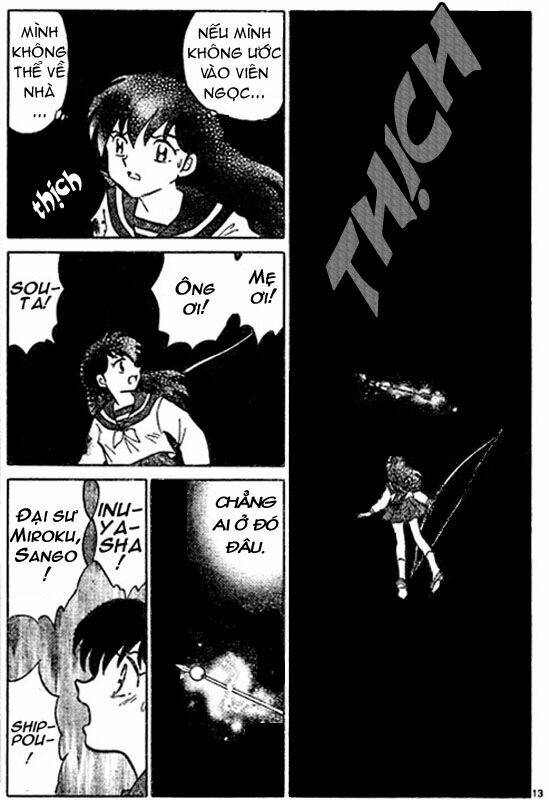 THỊCH
NẾU MÌNH
KHÔNG ƯỚC
VÀO VIÊN
NGỌC...
MÌNH
KHÔNG
THỂ VỀ
NHÀ
...
thịch
MẸ
ƠI!
ÔNG
ƠI!
SOU-
TA!
CHẲNG
AI Ở ĐÓ
ĐÂU.
INU-
YA-
SHA!
ĐẠI SƯ
MIROKU,
SANGO
!
SHIP-
POU-
!
13